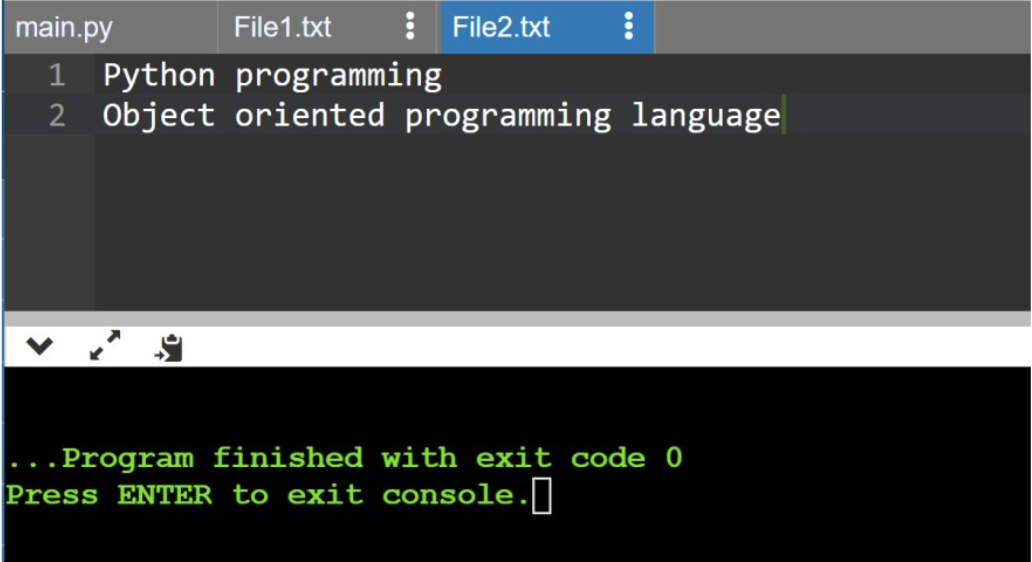 main.py File1.txt File2.txt
1 Python programming
2 Object oriented programming language
...Program finished with exit code 0
Press ENTER to exit console.